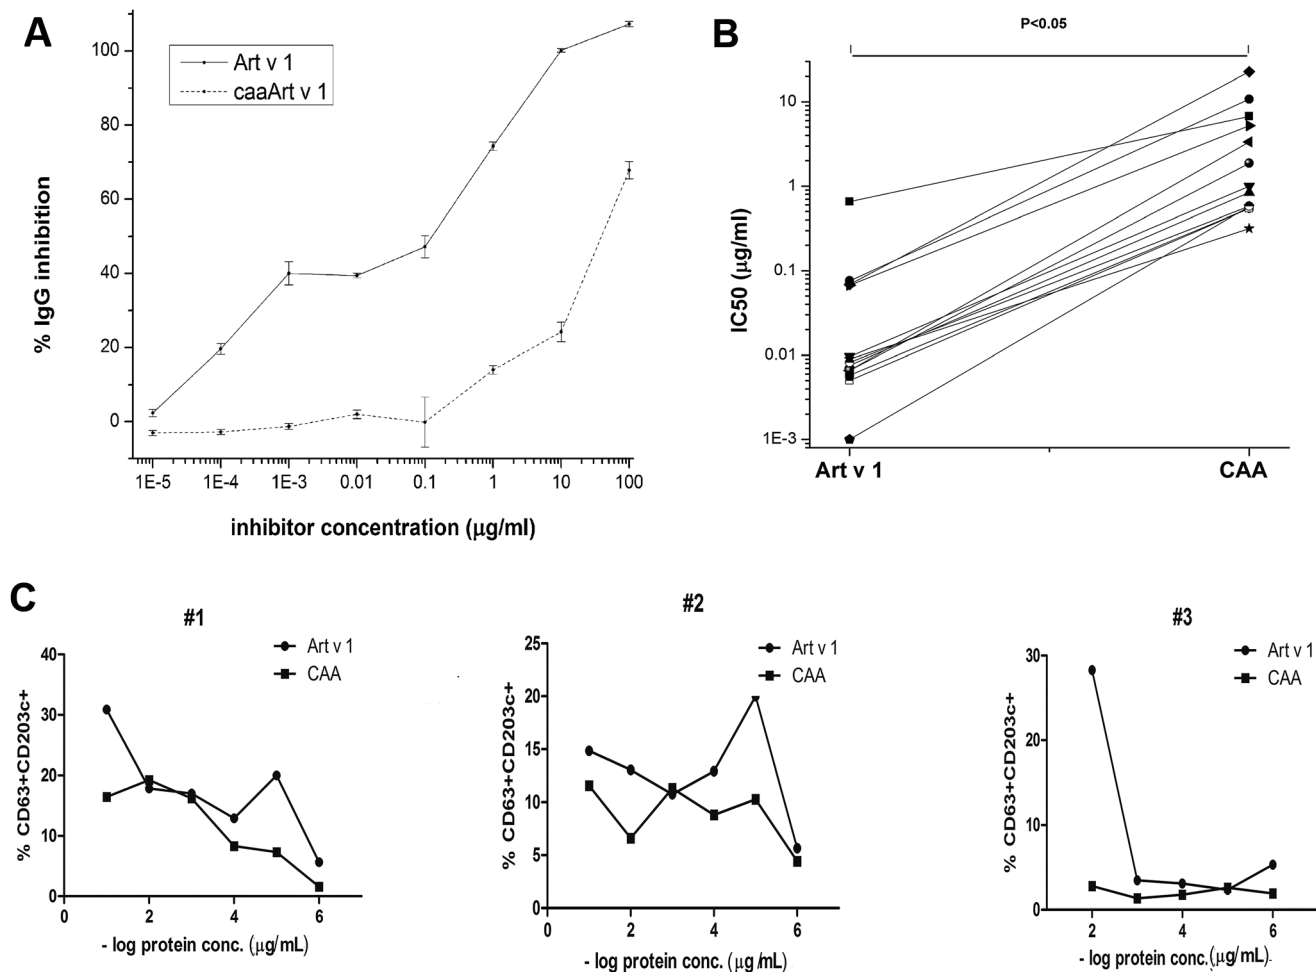 A
Art v 1
caaArt v 1
% IgG inhibition
100
80
60
40
20
0
1E-5 1E-4 1E-3 0.01 0.1 1 10 100
inhibitor concentration (µg/ml)
B
P<0.05
IC50 (µg/ml)
10
1
0.1
0.01
1E-3
Art v 1 CAA
C
#1
Art v 1
CAA
% CD63+CD203c+
40
30
20
10
0
0 2 4 6
- log protein conc. (µg/mL)
#2
Art v 1
CAA
% CD63+CD203c+
25
20
15
10
5
0
0 2 4 6
- log protein conc. (µg/mL)
#3
Art v 1
CAA
% CD63+CD203c+
30
20
10
0
2 4 6
- log protein conc.(µg/mL).